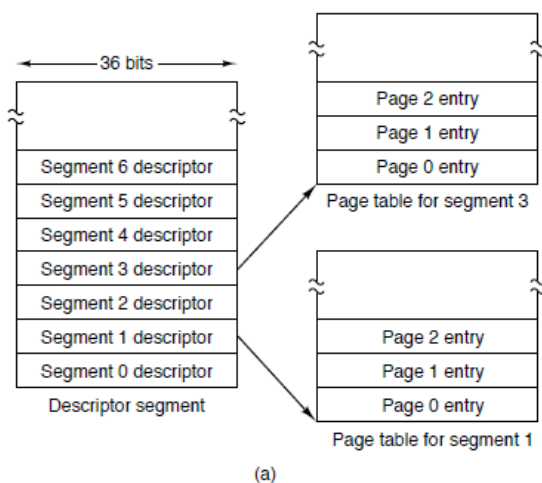 36 bits
Segment 6 descriptor
Segment 5 descriptor
Segment 4 descriptor
Segment 3 descriptor
Segment 2 descriptor
Segment 1 descriptor
Segment 0 descriptor
Descriptor segment
Page 2 entry
Page 1 entry
Page 0 entry
Page table for segment 3
Page 2 entry
Page 1 entry
Page 0 entry
Page table for segment 1
(a)